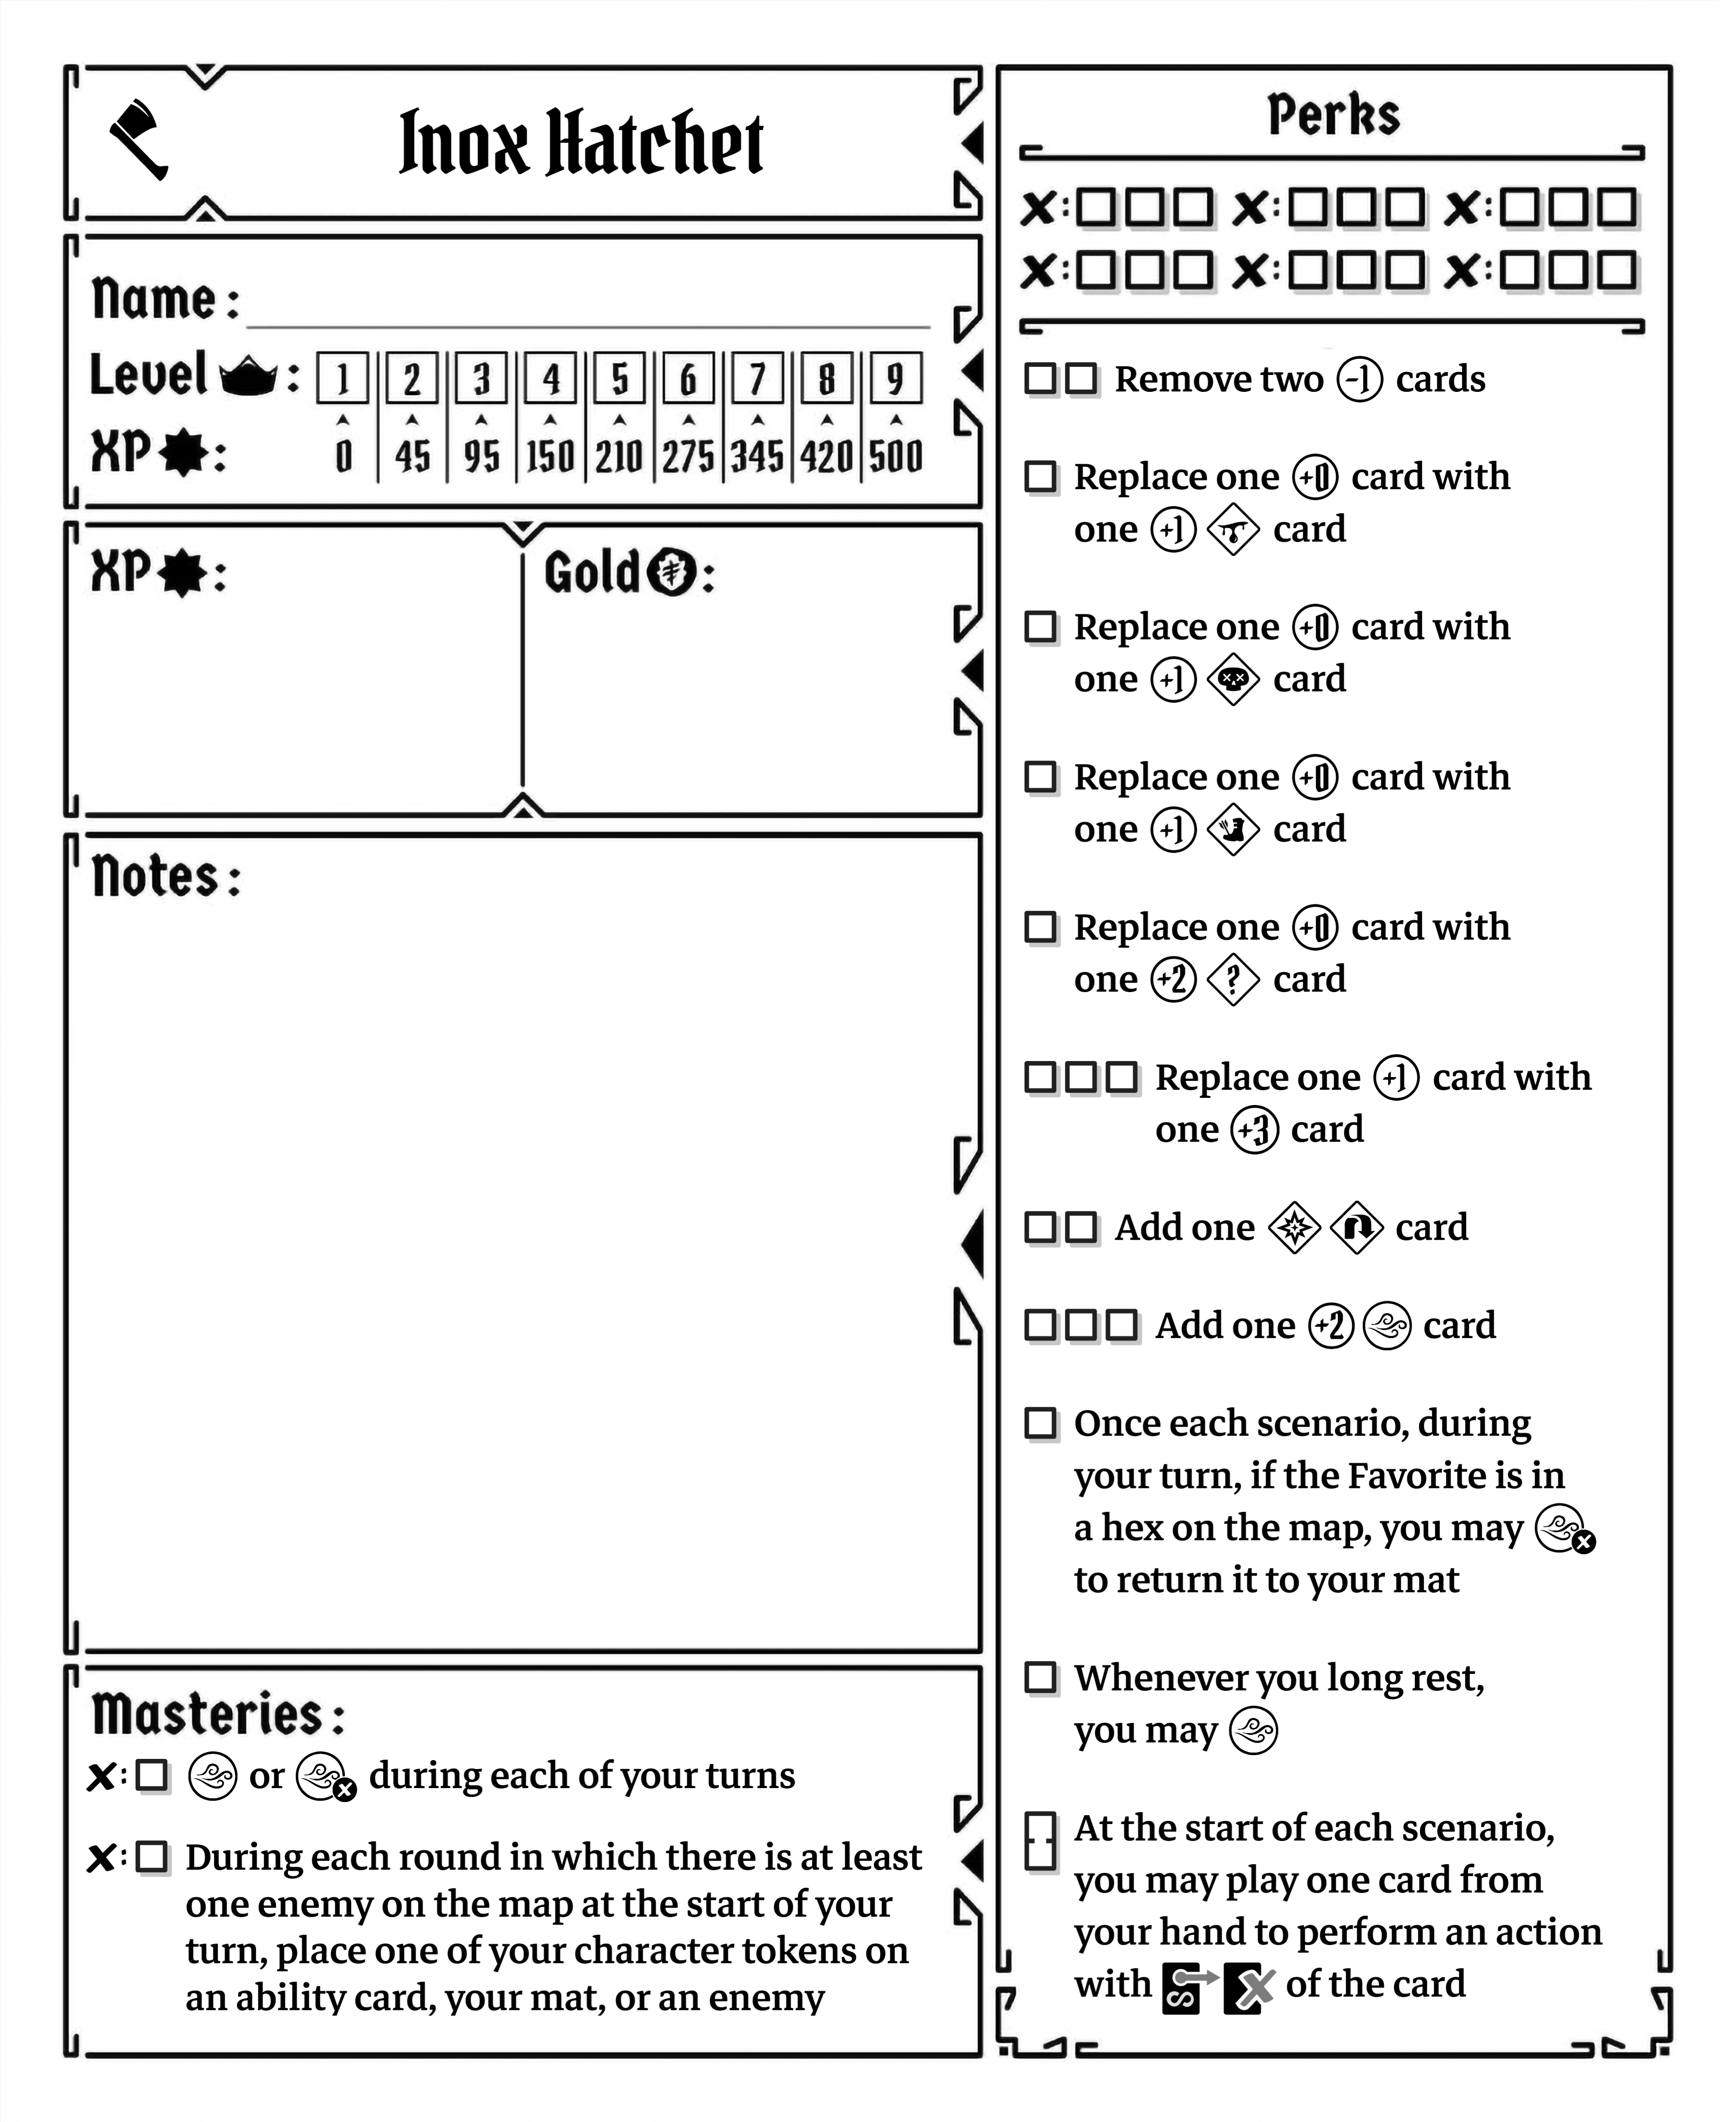 Inox Hatchet
Name:
Level: 1 2 3 4 5 6 7 8 9
XP: 0 45 95 150 210 275 345 420 500
XP:
Gold:
Notes:
Masteries:
or during each of your turns
During each round in which there is at least
one enemy on the map at the start of your
turn, place one of your character tokens on
an ability card, your mat, or an enemy
Perks
Remove two -1 cards
Replace one +0 card with
one +1 card
Replace one +0 card with
one +1 card
Replace one +0 card with
one +1 card
Replace one +0 card with
one +2 ? card
Replace one +1 card with
one +3 card
Add one card
Add one +2 card
Once each scenario, during
your turn, if the Favorite is in
a hex on the map, you may
to return it to your mat
Whenever you long rest,
you may
At the start of each scenario,
you may play one card from
your hand to perform an action
with of the card